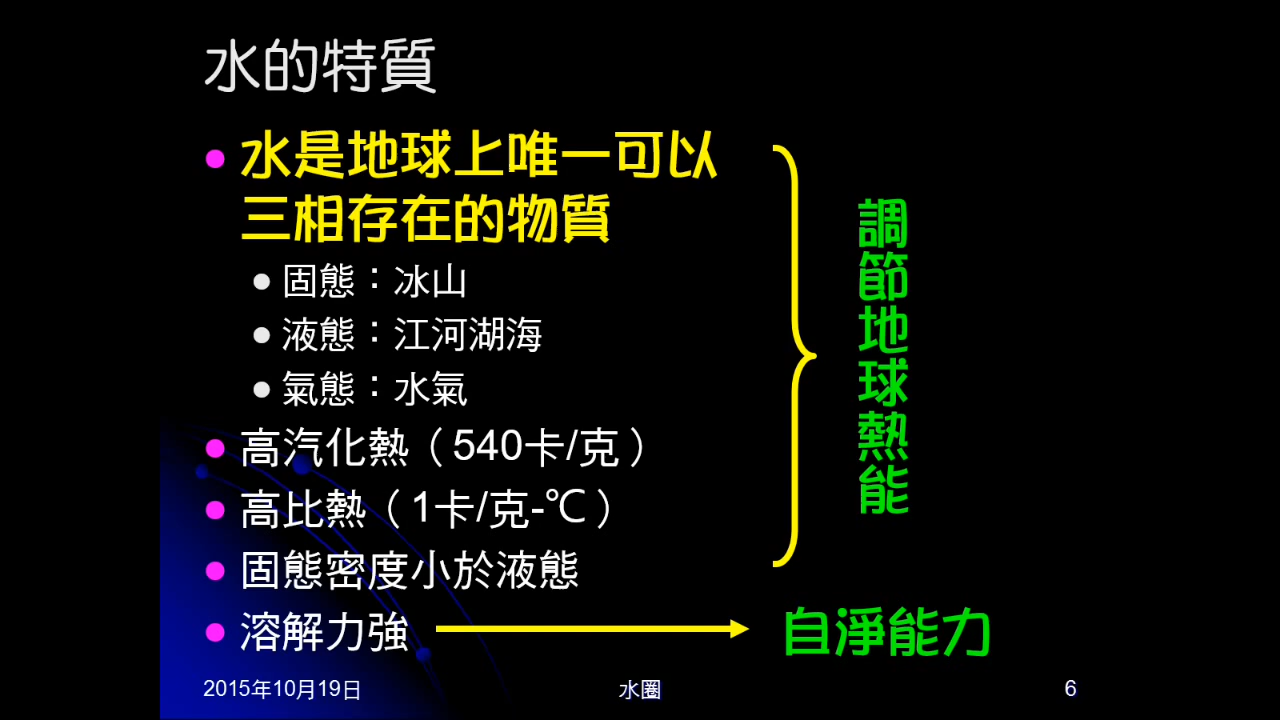 水的特質
水是地球上唯一可以
三相存在的物質
固態：冰山
液態：江河湖海
氣態：水氣
高汽化熱（540卡/克）
高比熱（1卡/克-℃）
固態密度小於液態
溶解力強
調節地球熱能
自淨能力
2015年10月19日
水圈
6